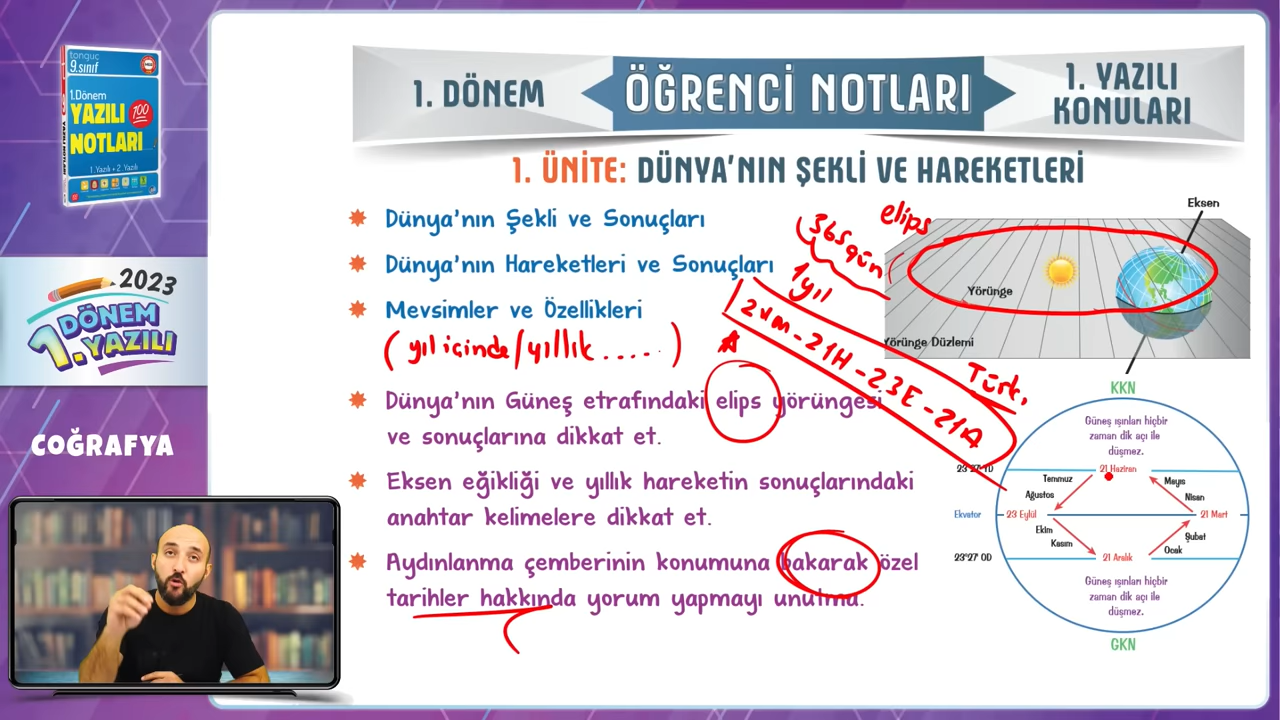 tonguç
9.sınıf
1.Dönem
YAZILI
100
NOTLARI
1.Yazılı + 2. Yazılı
2023
1. DÖNEM
1. YAZILI
COĞRAFYA
1. DÖNEM
ÖĞRENCİ NOTLARI
1. YAZILI
KONULARI
1. ÜNİTE: DÜNYA'NIN ŞEKLİ VE HAREKETLERİ
Dünya'nın Şekli ve Sonuçları
Dünya'nın Hareketleri ve Sonuçları
Mevsimler ve Özellikleri
(yıl içinde/yıllık .....)
Dünya'nın Güneş etrafındaki elips yörüngesi
ve sonuçlarına dikkat et.
Eksen eğikliği ve yıllık hareketin sonuçlarındaki
anahtar kelimelere dikkat et.
Aydınlanma çemberinin konumuna bakarak özel
tarihler hakkında yorum yapmayı unutma.
elips
(365gün)
1yıl
21M - 21H - 23E - 21A
Türk.
Eksen
Yörünge
Yörünge Düzlemi
KKN
Güneş ışınları hiçbir
zaman dik açı ile
düşmez.
23°27' YD
21 Haziran
Temmuz
Mayıs
Ağustos
Nisan
Ekvator
23 Eylül
21 Mart
Ekim
Şubat
Kasım
Ocak
23°27' OD
21 Aralık
Güneş ışınları hiçbir
zaman dik açı ile
düşmez.
GKN